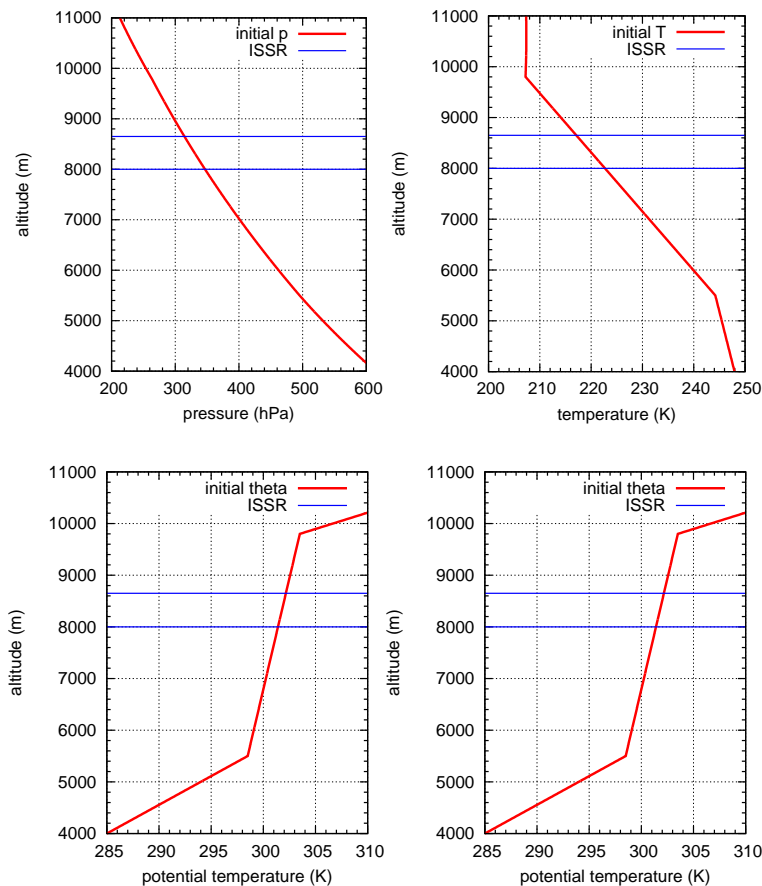 11000
10000
9000
8000
7000
6000
5000
4000
altitude (m)
200 300 400 500 600
pressure (hPa)
initial p
ISSR
11000
10000
9000
8000
7000
6000
5000
4000
altitude (m)
200 210 220 230 240 250
temperature (K)
initial T
ISSR
11000
10000
9000
8000
7000
6000
5000
4000
altitude (m)
285 290 295 300 305 310
potential temperature (K)
initial theta
ISSR
11000
10000
9000
8000
7000
6000
5000
4000
altitude (m)
285 290 295 300 305 310
potential temperature (K)
initial theta
ISSR